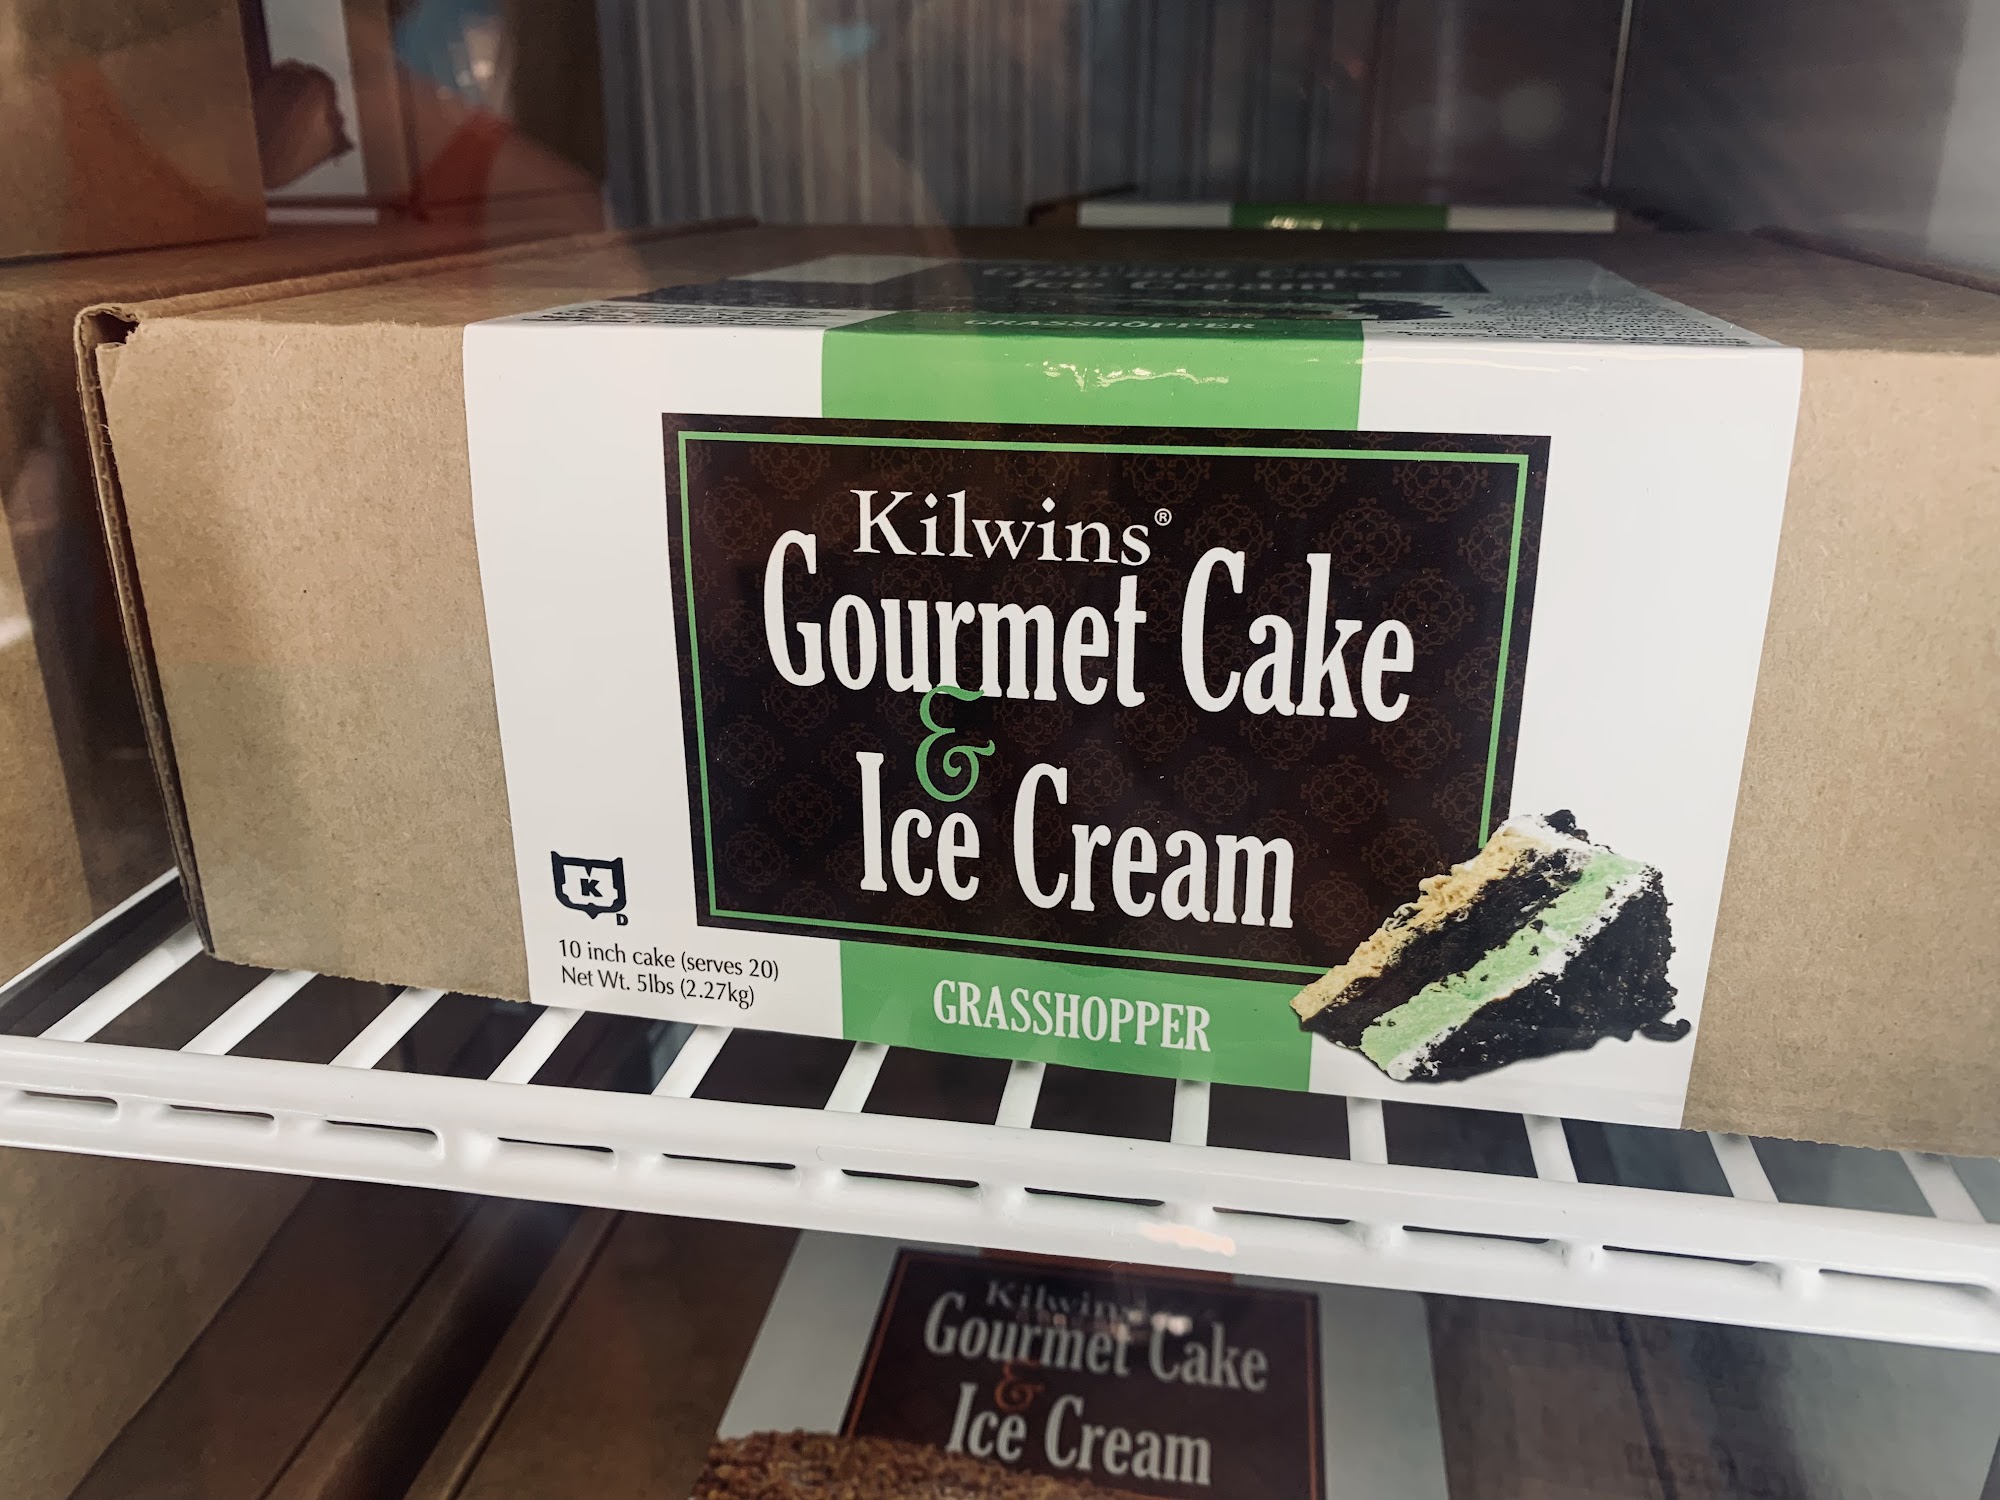 Gourmet Cake
Ice Cream
GRASSHOPPER
Kilwins®
Gourmet Cake
&
Ice Cream
K
D
10 inch cake (serves 20)
Net Wt. 5lbs (2.27kg)
GRASSHOPPER
Kilwins
Gourmet Cake
&
Ice Cream